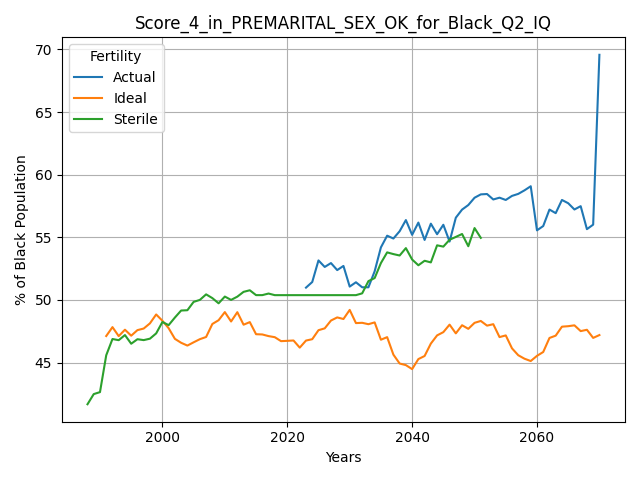 Score_4_in_PREMARITAL_SEX_OK_for_Black_Q2_IQ
Fertility
Actual
Ideal
Sterile
% of Black Population
70
65
60
55
50
45
2000
2020
2040
2060
Years